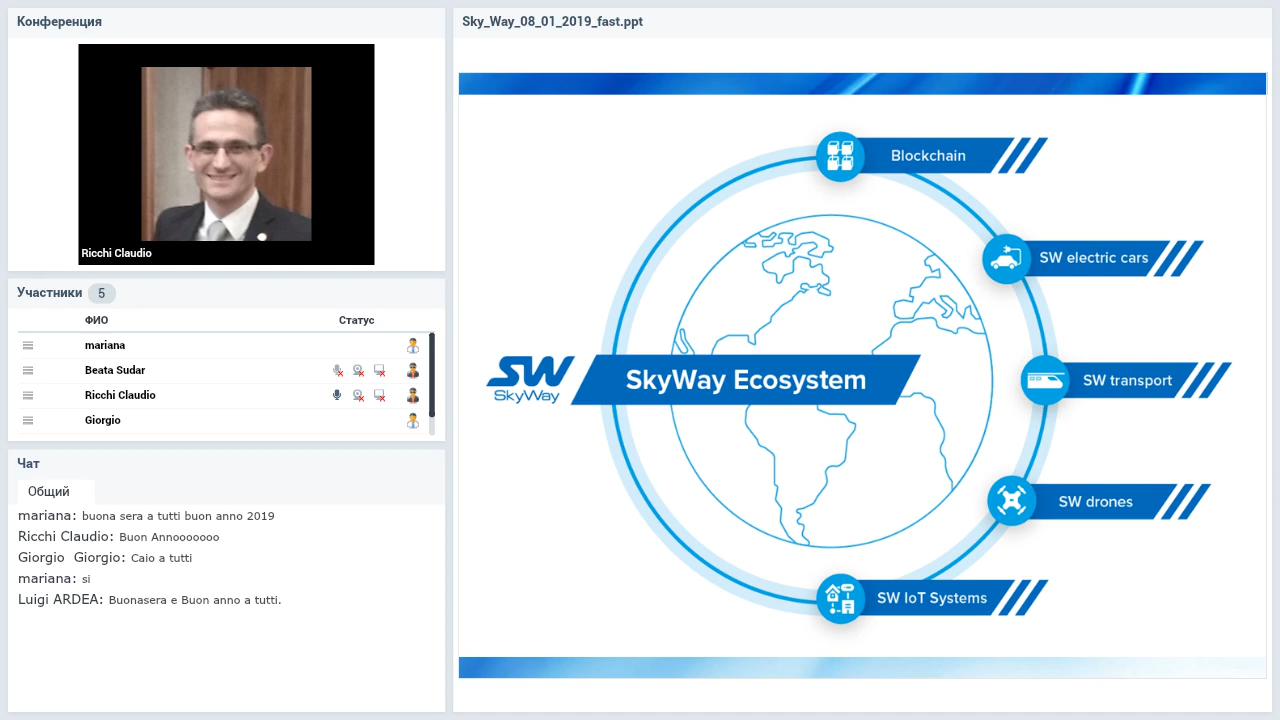 Конференция
Ricchi Claudio
Участники 5
ФИО Статус
mariana
Beata Sudar
Ricchi Claudio
Giorgio
Чат
Общий
mariana: buona sera a tutti buon anno 2019
Ricchi Claudio: Buon Annooooooo
Giorgio Giorgio: Caio a tutti
mariana: si
Luigi ARDEA: Buonasera e Buon anno a tutti.
Sky_Way_08_01_2019_fast.ppt
Blockchain
SW electric cars
SW
SkyWay
SkyWay Ecosystem
SW transport
SW drones
SW IoT Systems